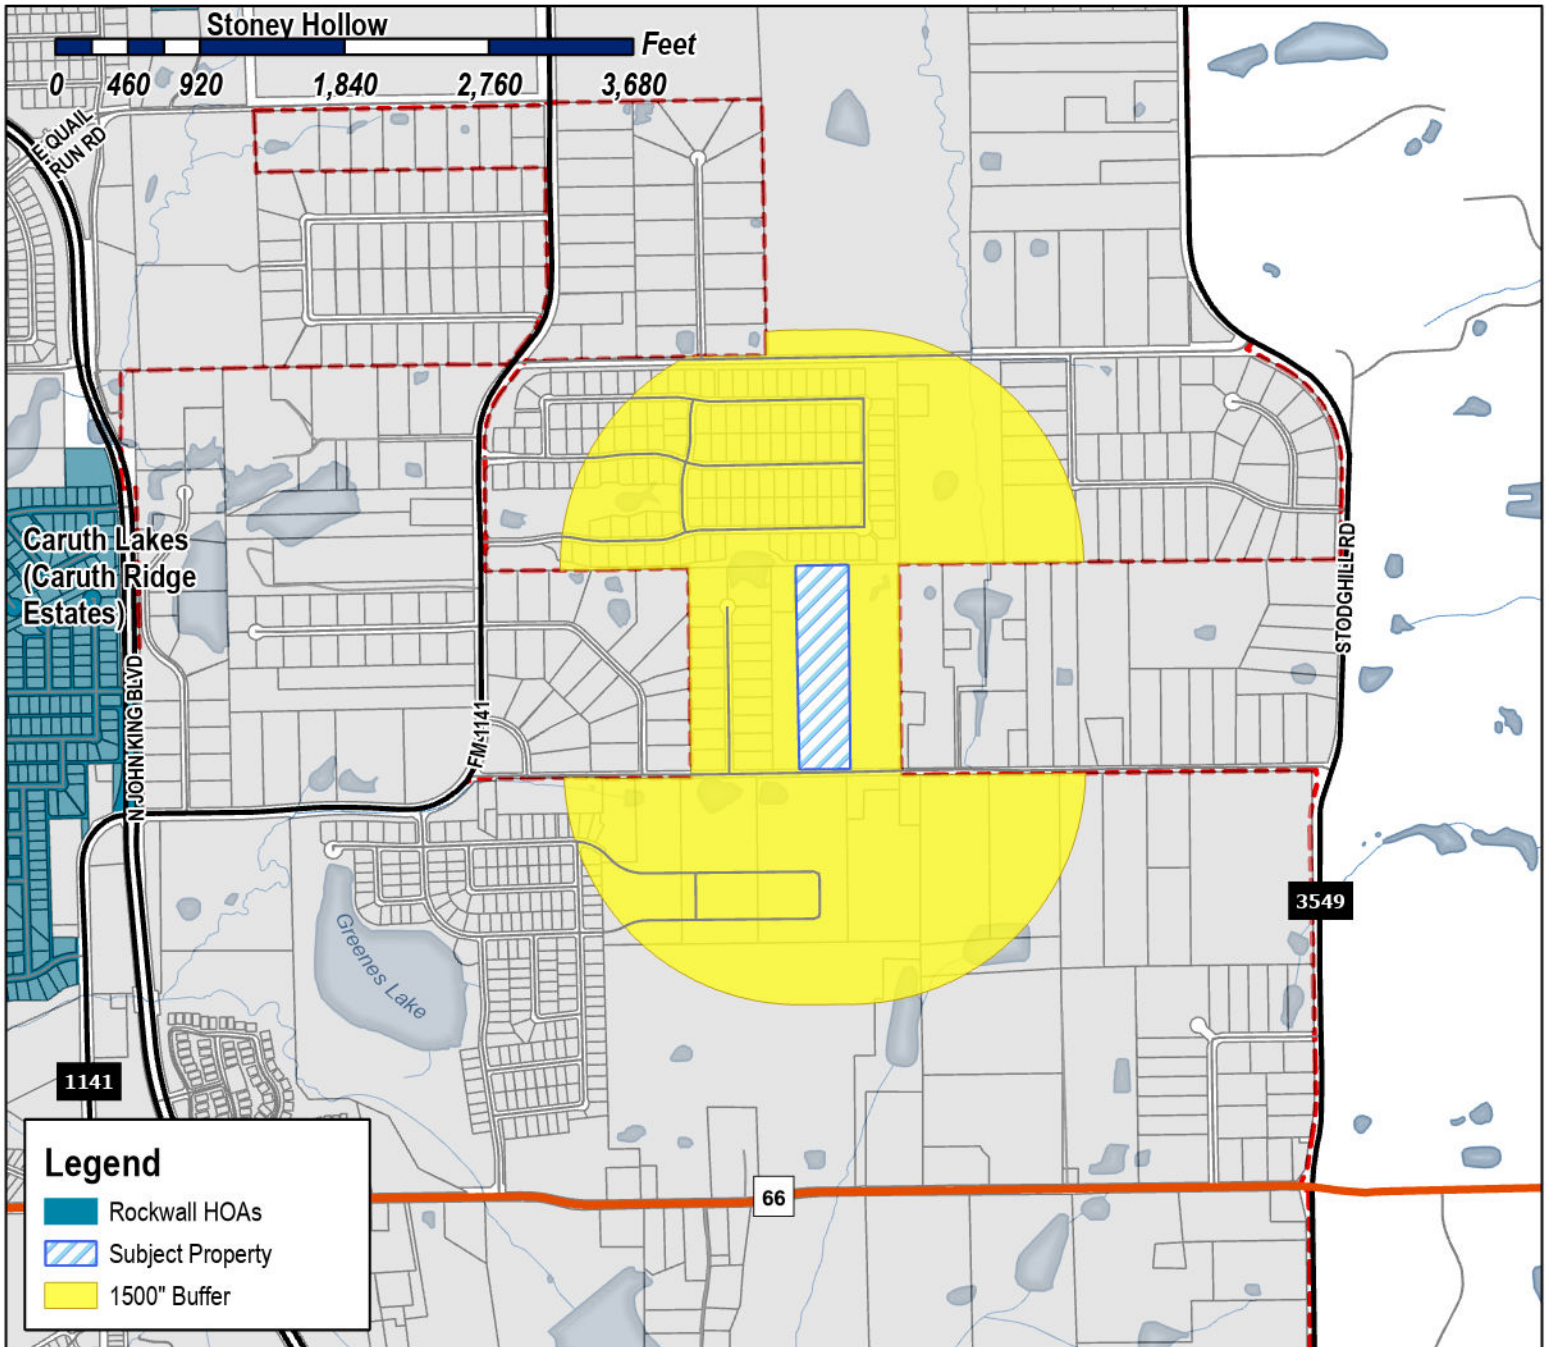 Stoney Hollow
Feet
0 460 920 1,840 2,760 3,680
E QUAIL
RUN RD
Caruth Lakes
(Caruth Ridge
Estates)
N JOHN KING BLVD
FM-1141
STODGHILL RD
3549
Greenes Lake
1141
66
Legend
Rockwall HOAs
Subject Property
1500" Buffer